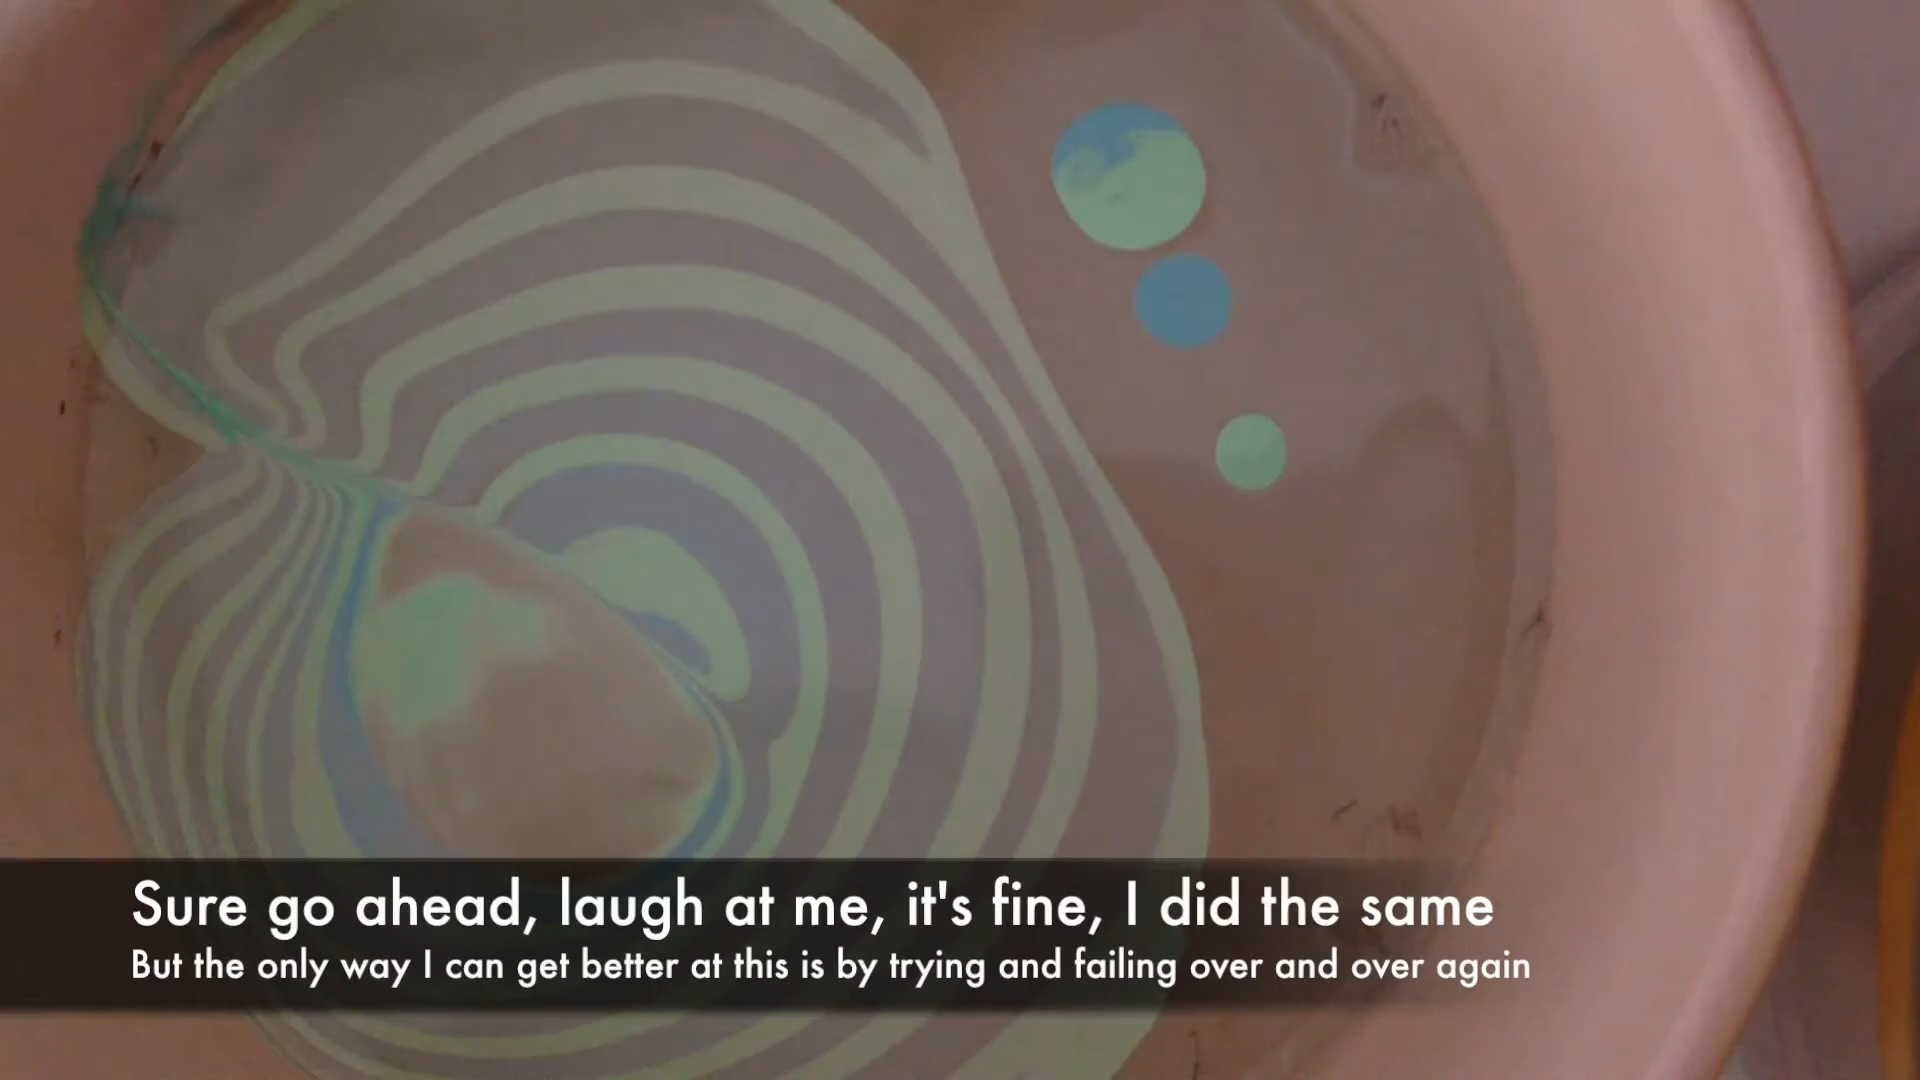 Sure go ahead, laugh at me, it's fine, I did the same
But the only way I can get better at this is by trying and failing over and over again